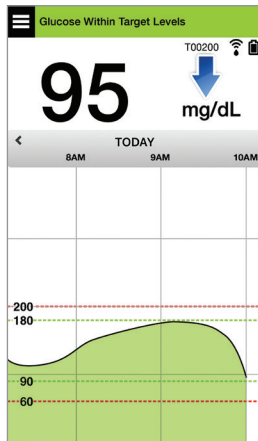 Glucose Within Target Levels
T00200
95
mg/dL
TODAY
8AM 9AM 10AM
200
180
90
60